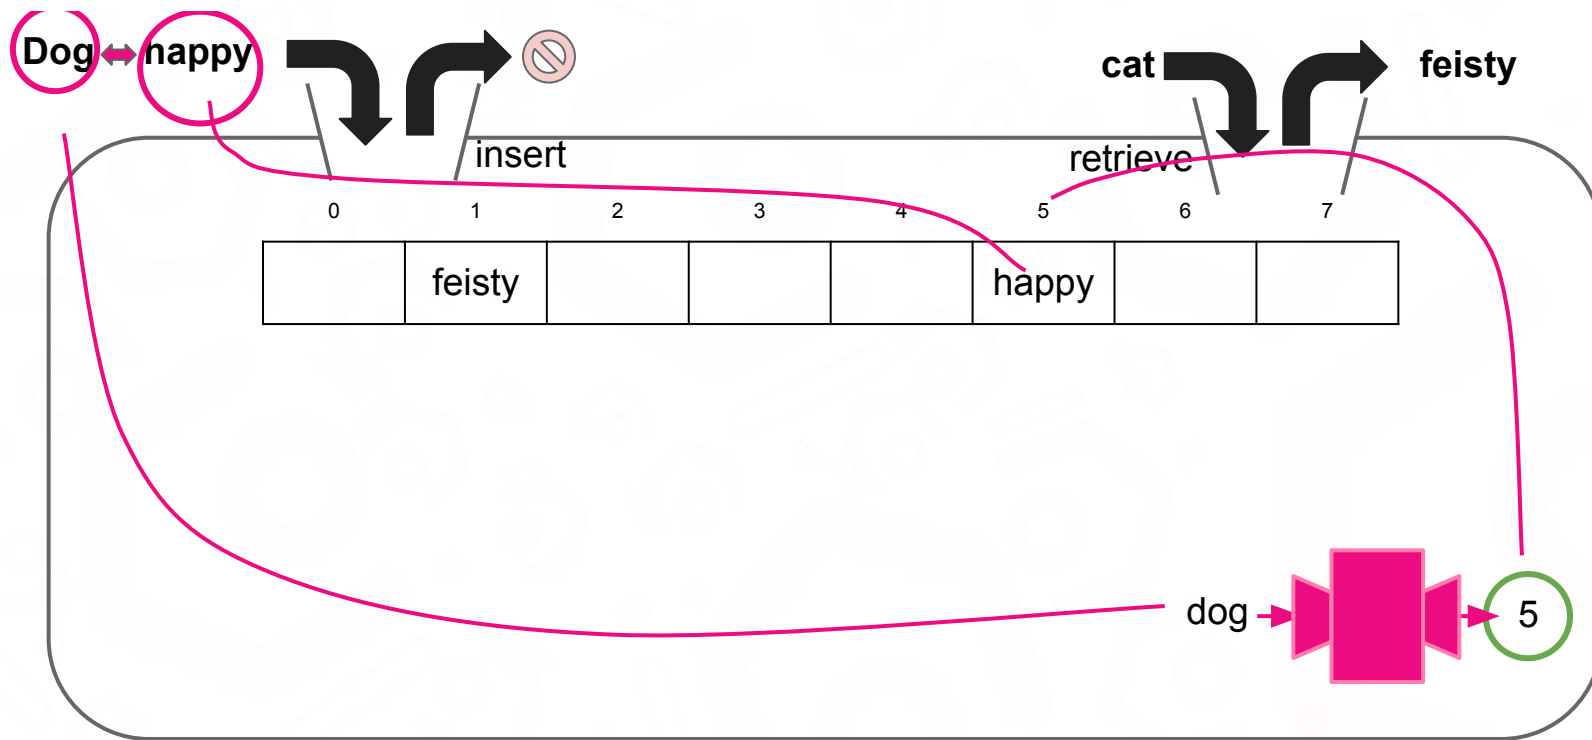 Dog happy
cat feisty
insert
retrieve
0 1 2 3 4 5 6 7
feisty happy
dog 5